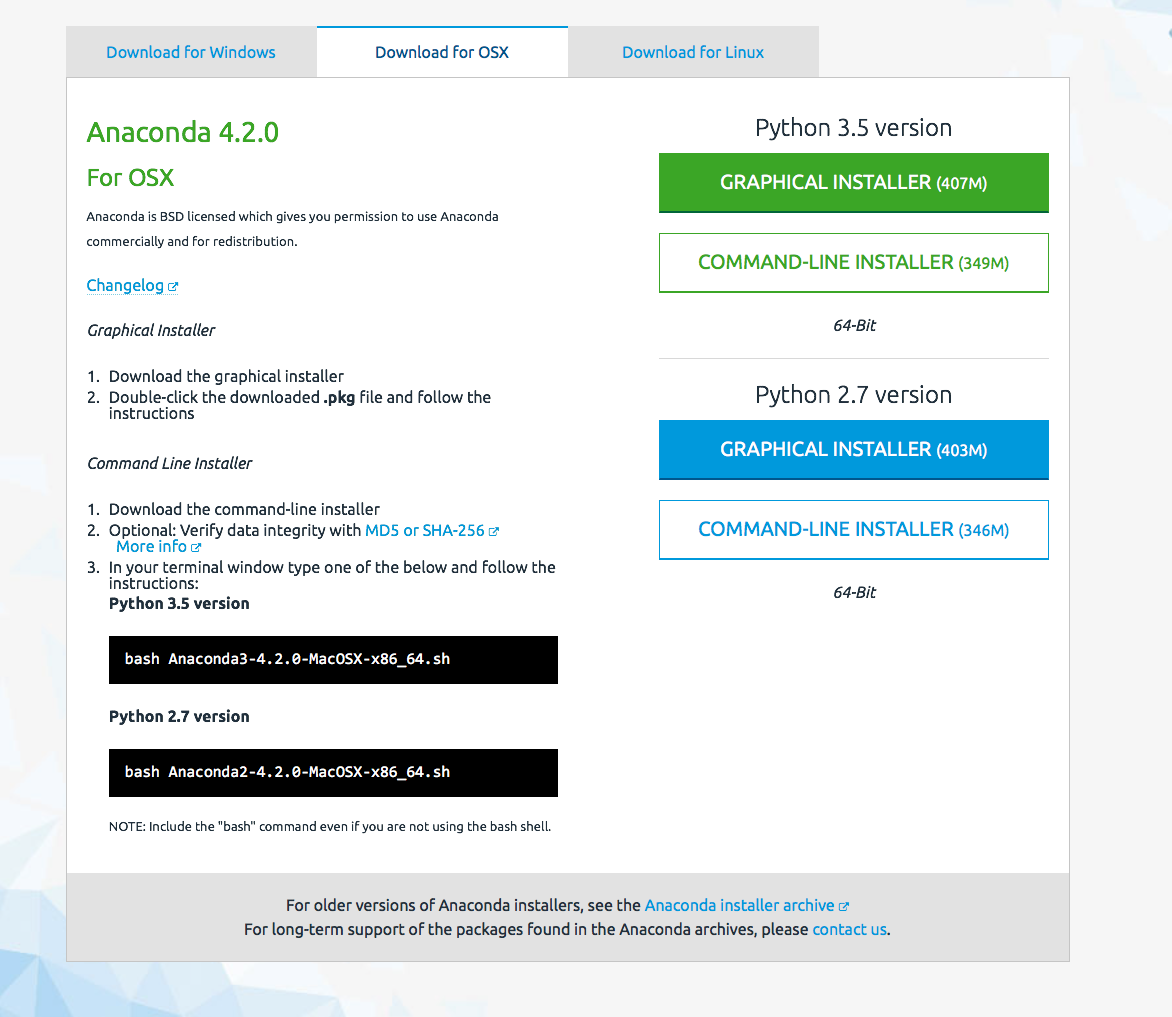 Download for Windows
Download for OSX
Download for Linux
Anaconda 4.2.0
For OSX
Anaconda is BSD licensed which gives you permission to use Anaconda
commercially and for redistribution.
Changelog
Graphical Installer
1. Download the graphical installer
2. Double-click the downloaded .pkg file and follow the
instructions
Command Line Installer
1. Download the command-line installer
2. Optional: Verify data integrity with MD5 or SHA-256
More info
3. In your terminal window type one of the below and follow the
instructions:
Python 3.5 version
bash Anaconda3-4.2.0-MacOSX-x86_64.sh
Python 2.7 version
bash Anaconda2-4.2.0-MacOSX-x86_64.sh
NOTE: Include the "bash" command even if you are not using the bash shell.
Python 3.5 version
GRAPHICAL INSTALLER (407M)
COMMAND-LINE INSTALLER (349M)
64-Bit
Python 2.7 version
GRAPHICAL INSTALLER (403M)
COMMAND-LINE INSTALLER (346M)
64-Bit
For older versions of Anaconda installers, see the Anaconda installer archive
For long-term support of the packages found in the Anaconda archives, please contact us.